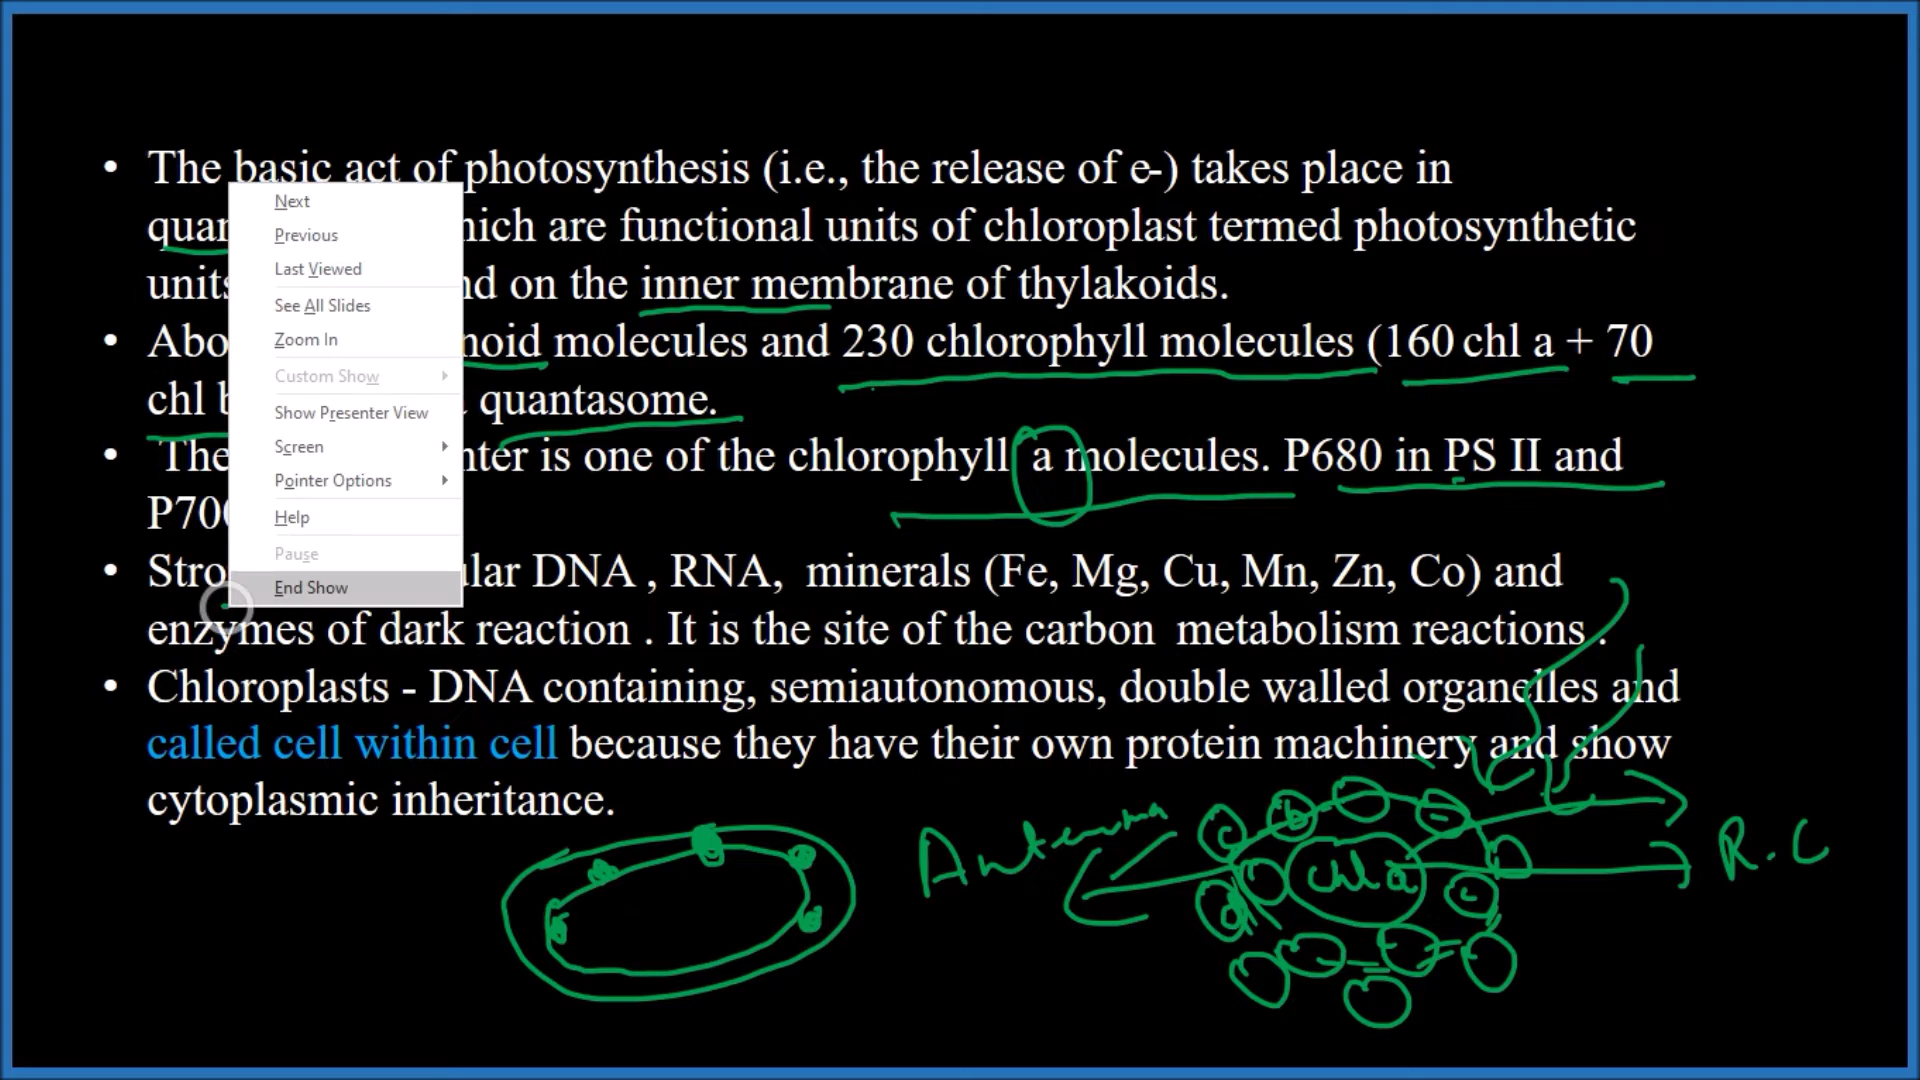 • The basic act of photosynthesis (i.e., the release of e-) takes place in
quan hich are functional units of chloroplast termed photosynthetic
units nd on the inner membrane of thylakoids.
• Abo noid molecules and 230 chlorophyll molecules (160 chl a + 70
chl b quantasome.
• The nter is one of the chlorophyll a molecules. P680 in PS II and
P700
• Stro ular DNA , RNA, minerals (Fe, Mg, Cu, Mn, Zn, Co) and
enzymes of dark reaction . It is the site of the carbon metabolism reactions .
• Chloroplasts - DNA containing, semiautonomous, double walled organelles and
called cell within cell because they have their own protein machinery and show
cytoplasmic inheritance.
Next
Previous
Last Viewed
See All Slides
Zoom In
Custom Show
Show Presenter View
Screen
Pointer Options
Help
Pause
End Show
Antenna
chl a
R.C